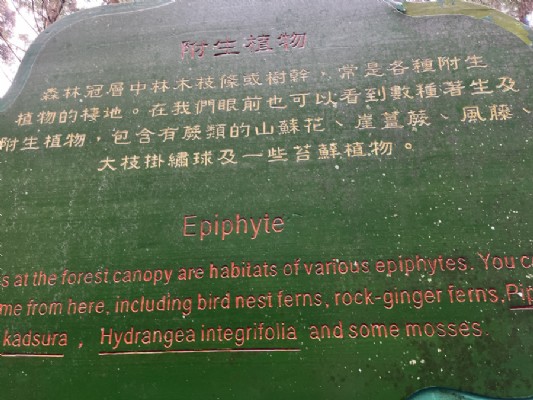 附生植物
森林冠層中林木枝條或樹幹，常是各種附生
植物的棲地。在我們眼前也可以看到數種著生及
附生植物，包含有蕨類的山蘇花、崖薑蕨、風藤、
大枝掛繡球及一些苔蘚植物。
Epiphyte
at the forest canopy are habitats of various epiphytes. You
from here, including bird nest ferns, rock-ginger ferns,
kadsura , Hydrangea integrifolia and some mosses.